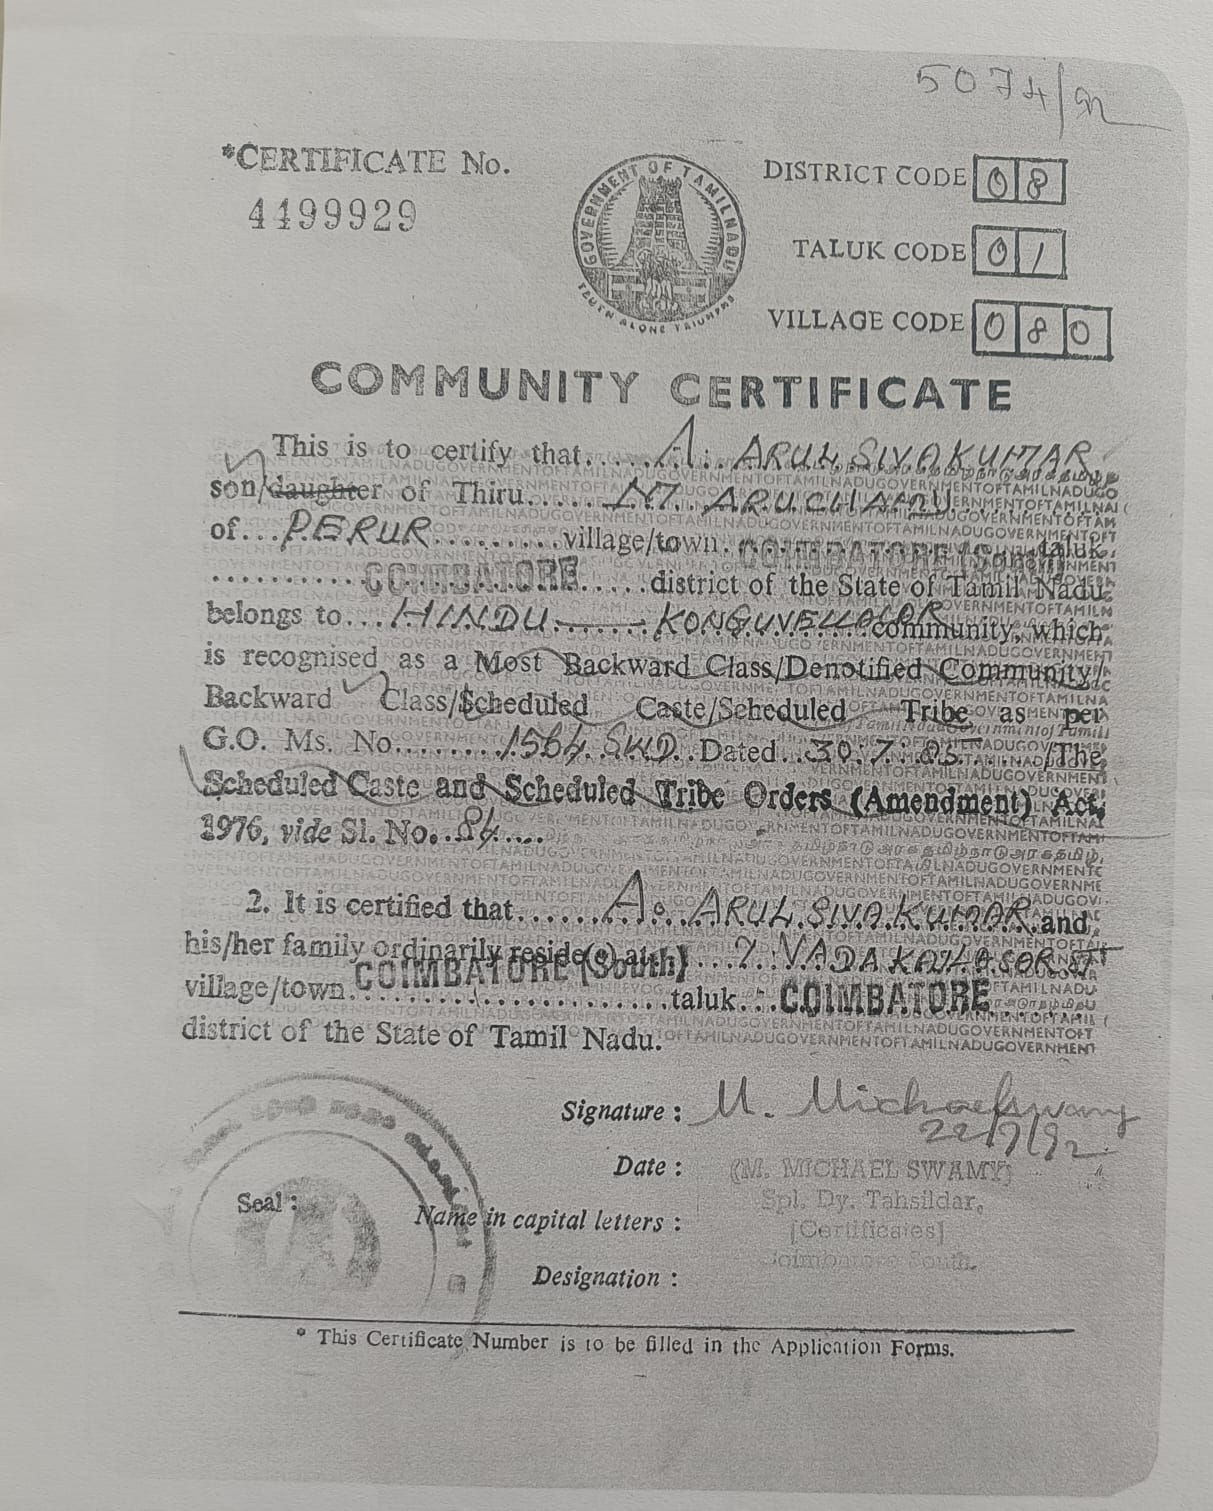 5074/92
*CERTIFICATE No.
4499929
GOVERNMENT OF TAMILNADU
TRUTH ALONE TRIUMPHS
DISTRICT CODE 08
TALUK CODE 01
VILLAGE CODE 080
COMMUNITY CERTIFICATE
This is to certify that.....A. ARUL SIVAKUMAR
son/daughter of Thiru...... ARUCHAMY
of...PERUR.........village/town. COIMBATORE (South) taluk,
............COIMBATORE......district of the State of Tamil Nadu
belongs to...HINDU —— KONGUVELLALAR community, which
is recognised as a Most Backward Class/Denotified Community/
Backward Class/Scheduled Caste/Scheduled Tribe as per
G.O. Ms. No........1564. SWD. Dated..30.7.85....../The
Scheduled Caste and Scheduled Tribe Orders (Amendment) Act,
1976, vide Sl. No..84....
2. It is certified that......A. ARUL SIVA KUMAR and
his/her family ordinarily reside(s) at...7. ST
village/town. COIMBATORE (South) taluk...COIMBATORE
district of the State of Tamil Nadu.
Signature : M. Michaelswamy
22/7/92
Date :
(M. MICHAEL SWAMY)
Spl. Dy. Tahsildar,
Seal :
Name in capital letters :
[Certificates]
Coimbatore South.
Designation :
* This Certificate Number is to be filled in the Application Forms.